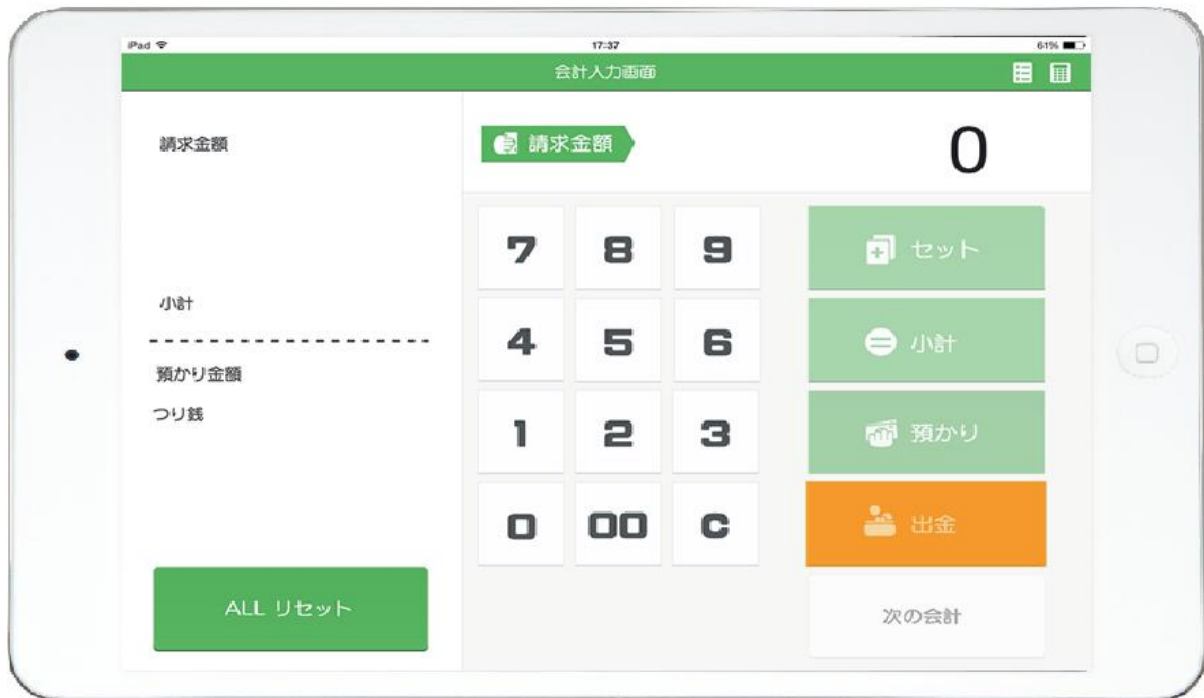 iPad 17:37 61%
会計入力画面
請求金額
小計
預かり金額
つり銭
ALL リセット
請求金額 0
7 8 9
4 5 6
1 2 3
0 00 C
セット
小計
預かり
出金
次の会計